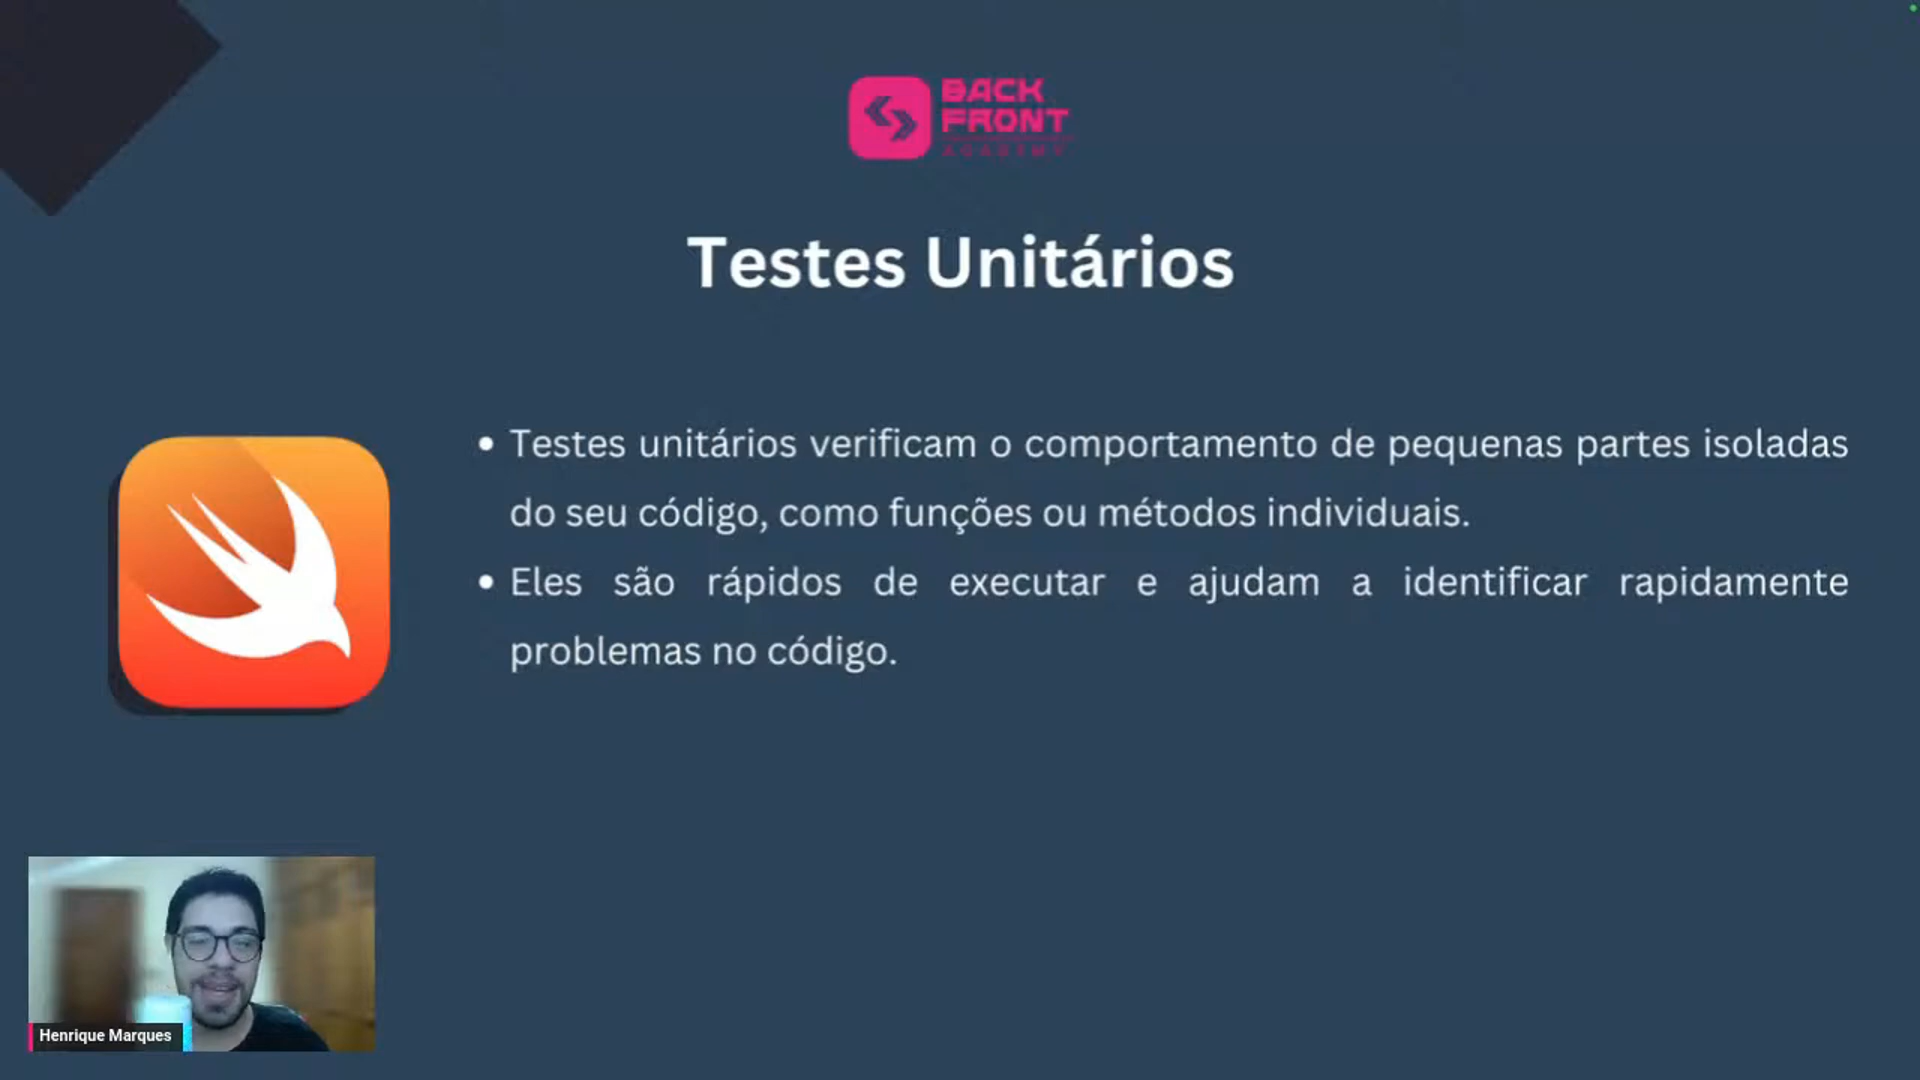 BACK
FRONT
ACADEMY
Testes Unitários
• Testes unitários verificam o comportamento de pequenas partes isoladas
do seu código, como funções ou métodos individuais.
• Eles são rápidos de executar e ajudam a identificar rapidamente
problemas no código.
Henrique Marques